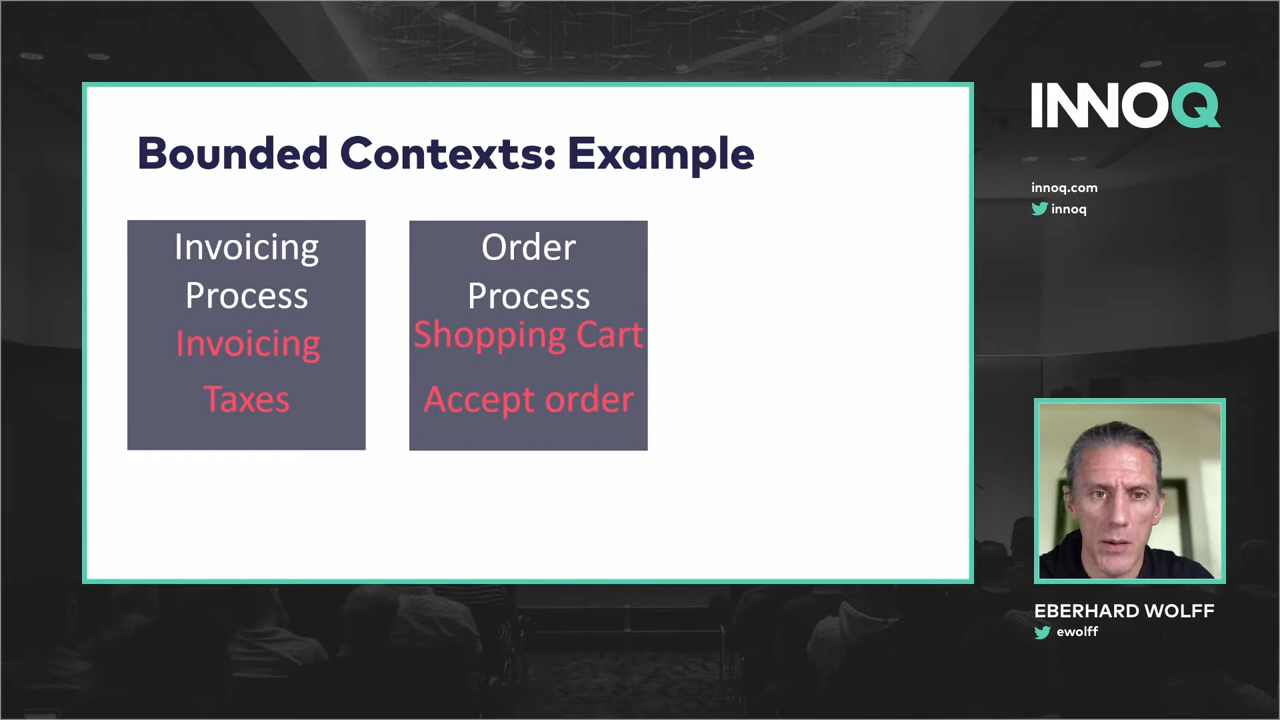 Bounded Contexts: Example
Invoicing
Process
Invoicing
Taxes
Order
Process
Shopping Cart
Accept order
INNOQ
innoq.com
innoq
EBERHARD WOLFF
ewolff